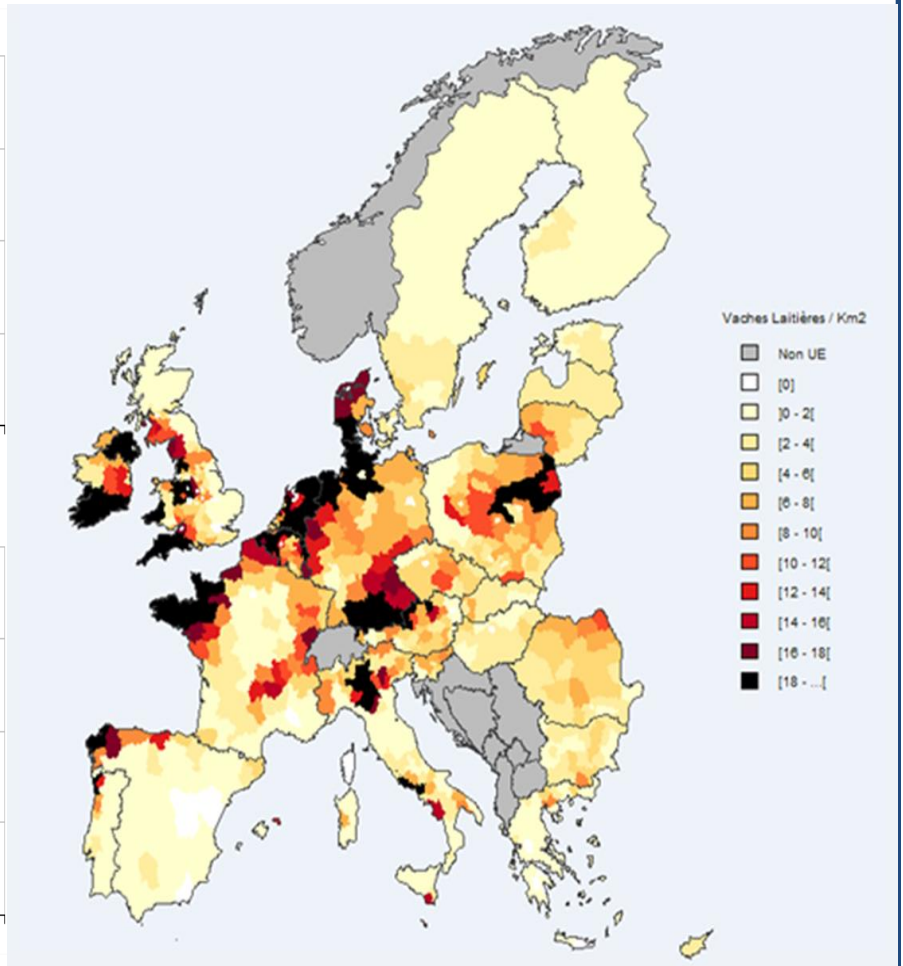 Vaches Laitières / Km2
Non UE
[0]
]0 - 2[
[2 - 4[
[4 - 6[
[6 - 8[
[8 - 10[
[10 - 12[
[12 - 14[
[14 - 16[
[16 - 18[
[18 - ...[